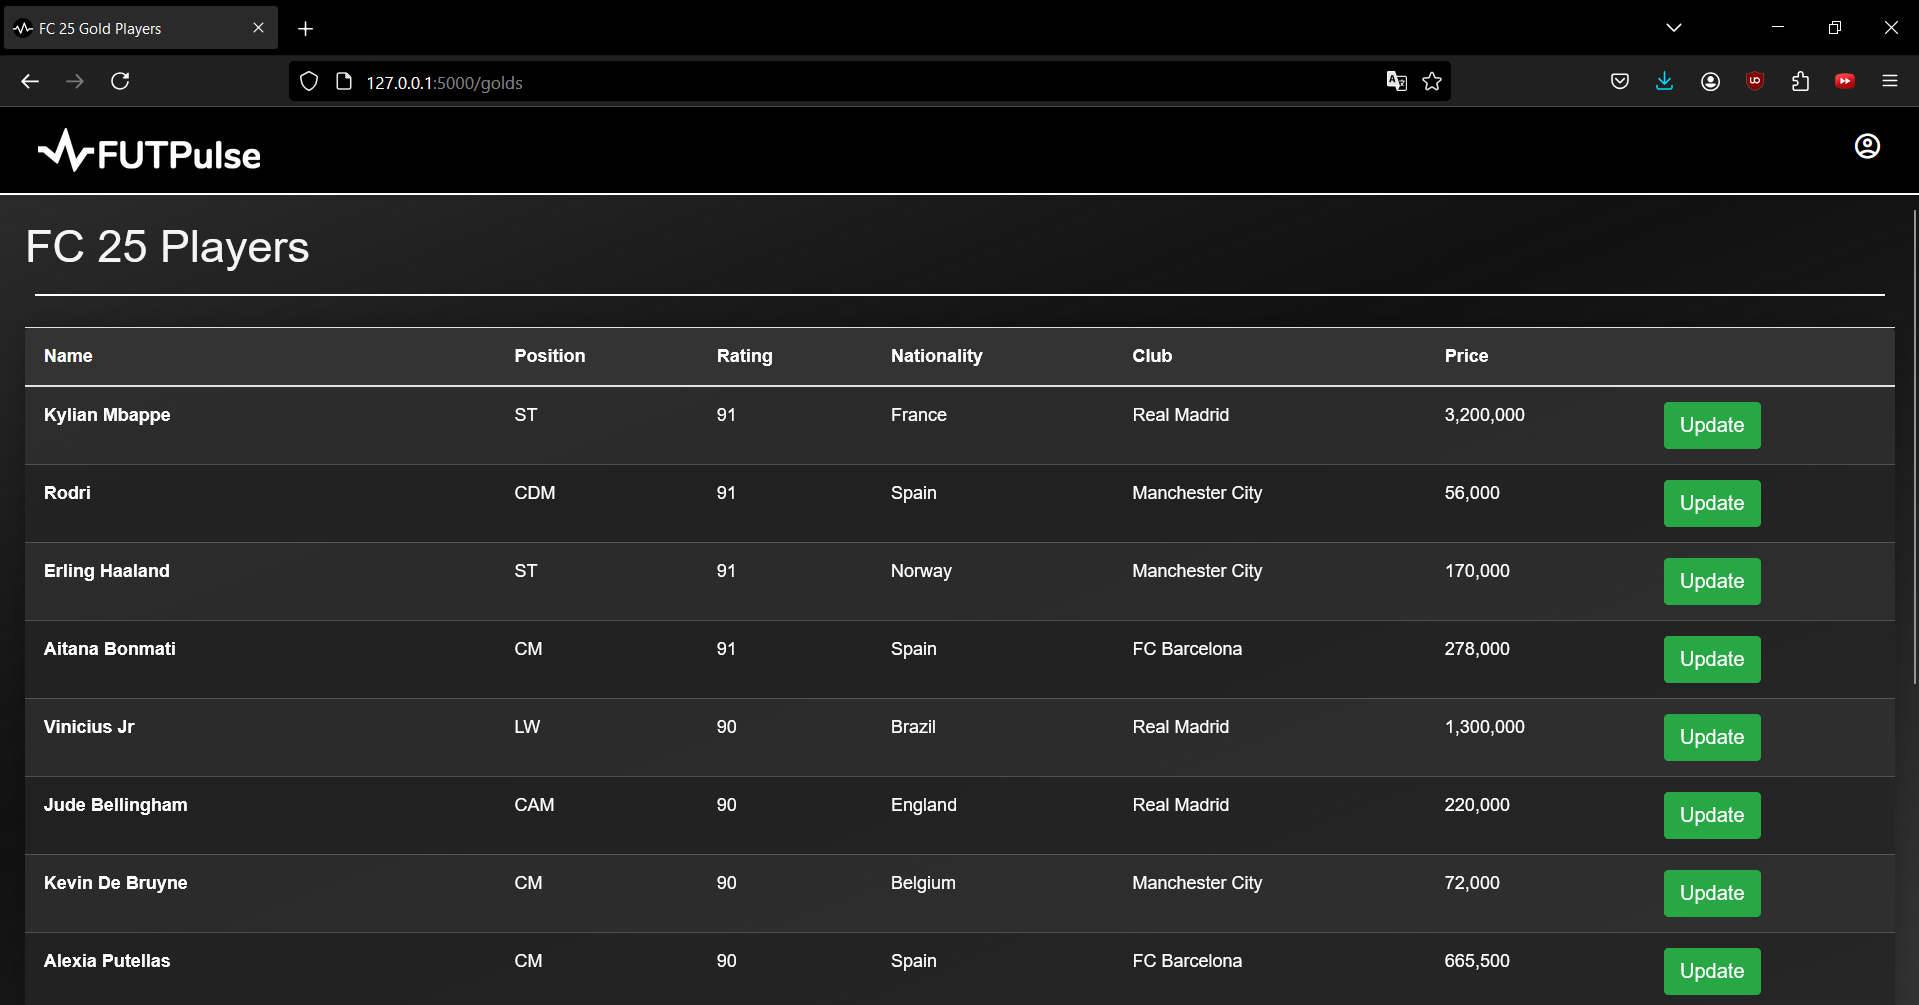 FC 25 Gold Players
127.0.0.1:5000/golds
FUTPulse
FC 25 Players
Name Position Rating Nationality Club Price
Kylian Mbappe ST 91 France Real Madrid 3,200,000 Update
Rodri CDM 91 Spain Manchester City 56,000 Update
Erling Haaland ST 91 Norway Manchester City 170,000 Update
Aitana Bonmati CM 91 Spain FC Barcelona 278,000 Update
Vinicius Jr LW 90 Brazil Real Madrid 1,300,000 Update
Jude Bellingham CAM 90 England Real Madrid 220,000 Update
Kevin De Bruyne CM 90 Belgium Manchester City 72,000 Update
Alexia Putellas CM 90 Spain FC Barcelona 665,500 Update